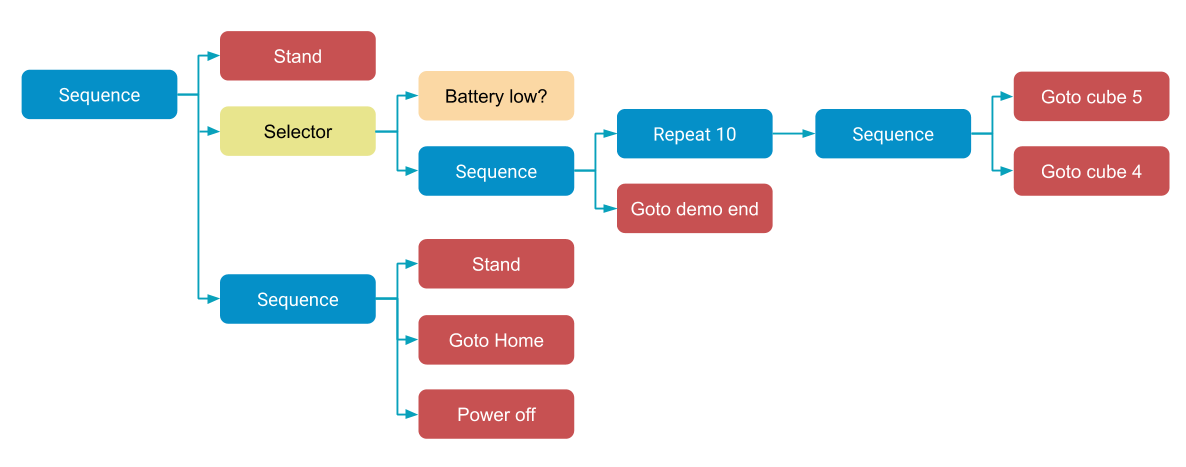 Sequence
Stand
Selector
Battery low?
Sequence
Repeat 10
Sequence
Goto cube 5
Goto cube 4
Goto demo end
Sequence
Stand
Goto Home
Power off